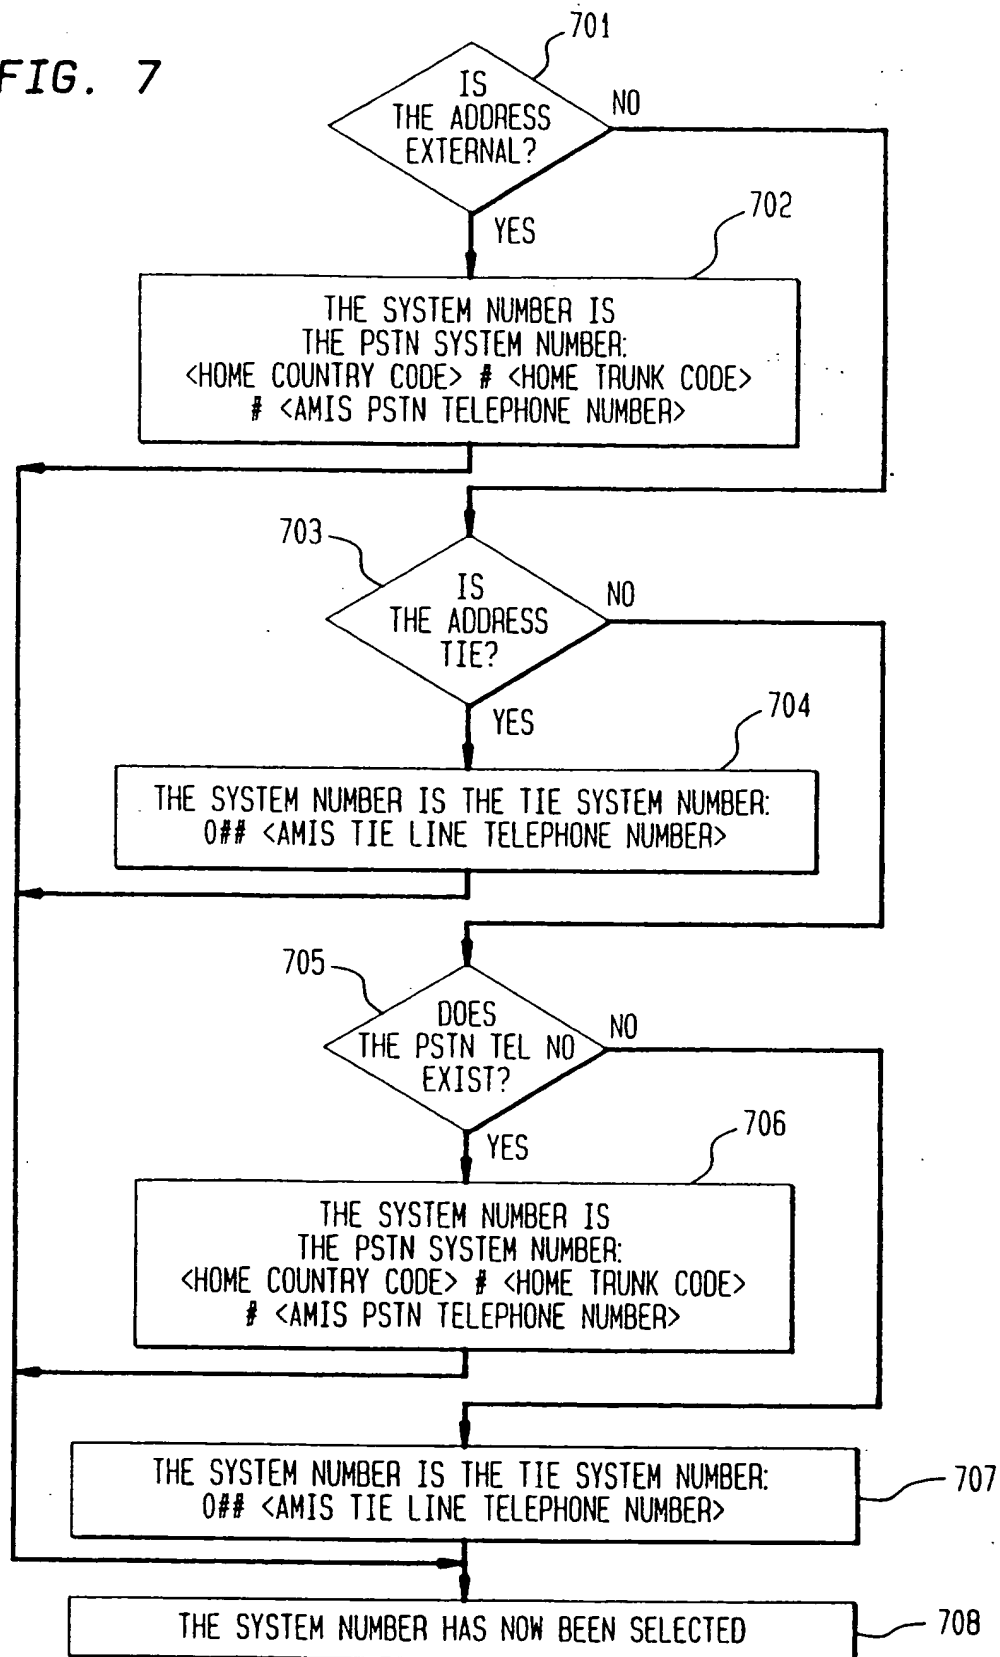 FIG. 7
701
IS
THE ADDRESS
EXTERNAL?
NO
YES
702
THE SYSTEM NUMBER IS
THE PSTN SYSTEM NUMBER:
<HOME COUNTRY CODE> # <HOME TRUNK CODE>
# <AMIS PSTN TELEPHONE NUMBER>
703
IS
THE ADDRESS
TIE?
NO
YES
704
THE SYSTEM NUMBER IS THE TIE SYSTEM NUMBER:
0## <AMIS TIE LINE TELEPHONE NUMBER>
705
DOES
THE PSTN TEL NO
EXIST?
NO
YES
706
THE SYSTEM NUMBER IS
THE PSTN SYSTEM NUMBER:
<HOME COUNTRY CODE> # <HOME TRUNK CODE>
# <AMIS PSTN TELEPHONE NUMBER>
THE SYSTEM NUMBER IS THE TIE SYSTEM NUMBER:
0## <AMIS TIE LINE TELEPHONE NUMBER>
707
THE SYSTEM NUMBER HAS NOW BEEN SELECTED
708